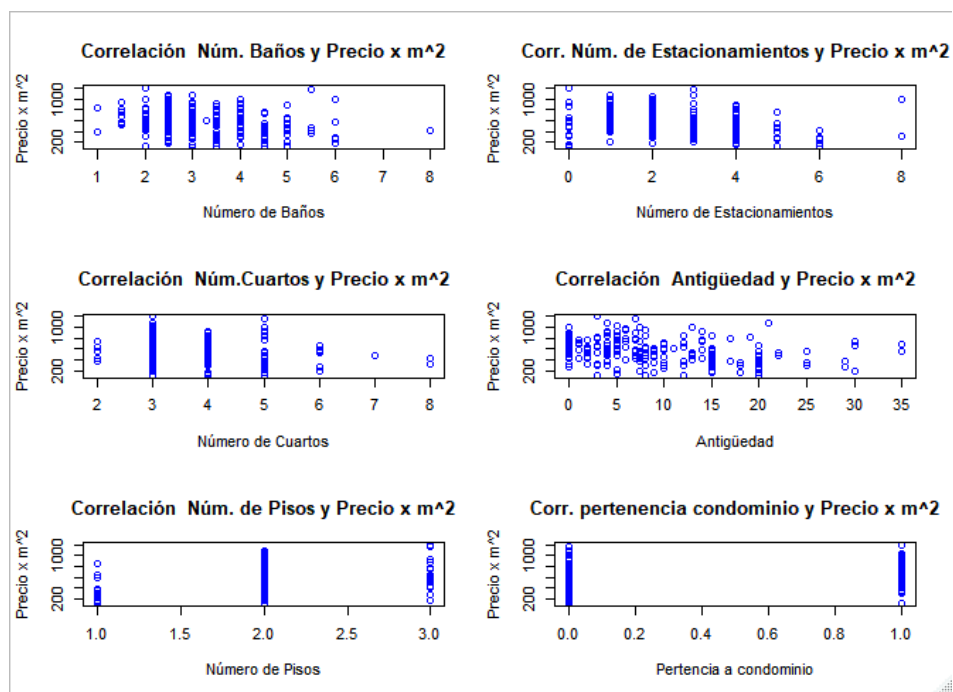 Correlación  Núm. Baños y Precio x m^2
Precio x m^2
200 1000
1 2 3 4 5 6 7 8
Número de Baños
Corr. Núm. de Estacionamientos y Precio x m^2
Precio x m^2
200 1000
0 2 4 6 8
Número de Estacionamientos
Correlación  Núm.Cuartos y Precio x m^2
Precio x m^2
200 1000
2 3 4 5 6 7 8
Número de Cuartos
Correlación  Antigüedad y Precio x m^2
Precio x m^2
200 1000
0 5 10 15 20 25 30 35
Antigüedad
Correlación  Núm. de Pisos y Precio x m^2
Precio x m^2
200 1000
1.0 1.5 2.0 2.5 3.0
Número de Pisos
Corr. pertenencia condominio y Precio x m^2
Precio x m^2
200 1000
0.0 0.2 0.4 0.6 0.8 1.0
Pertencia a condominio